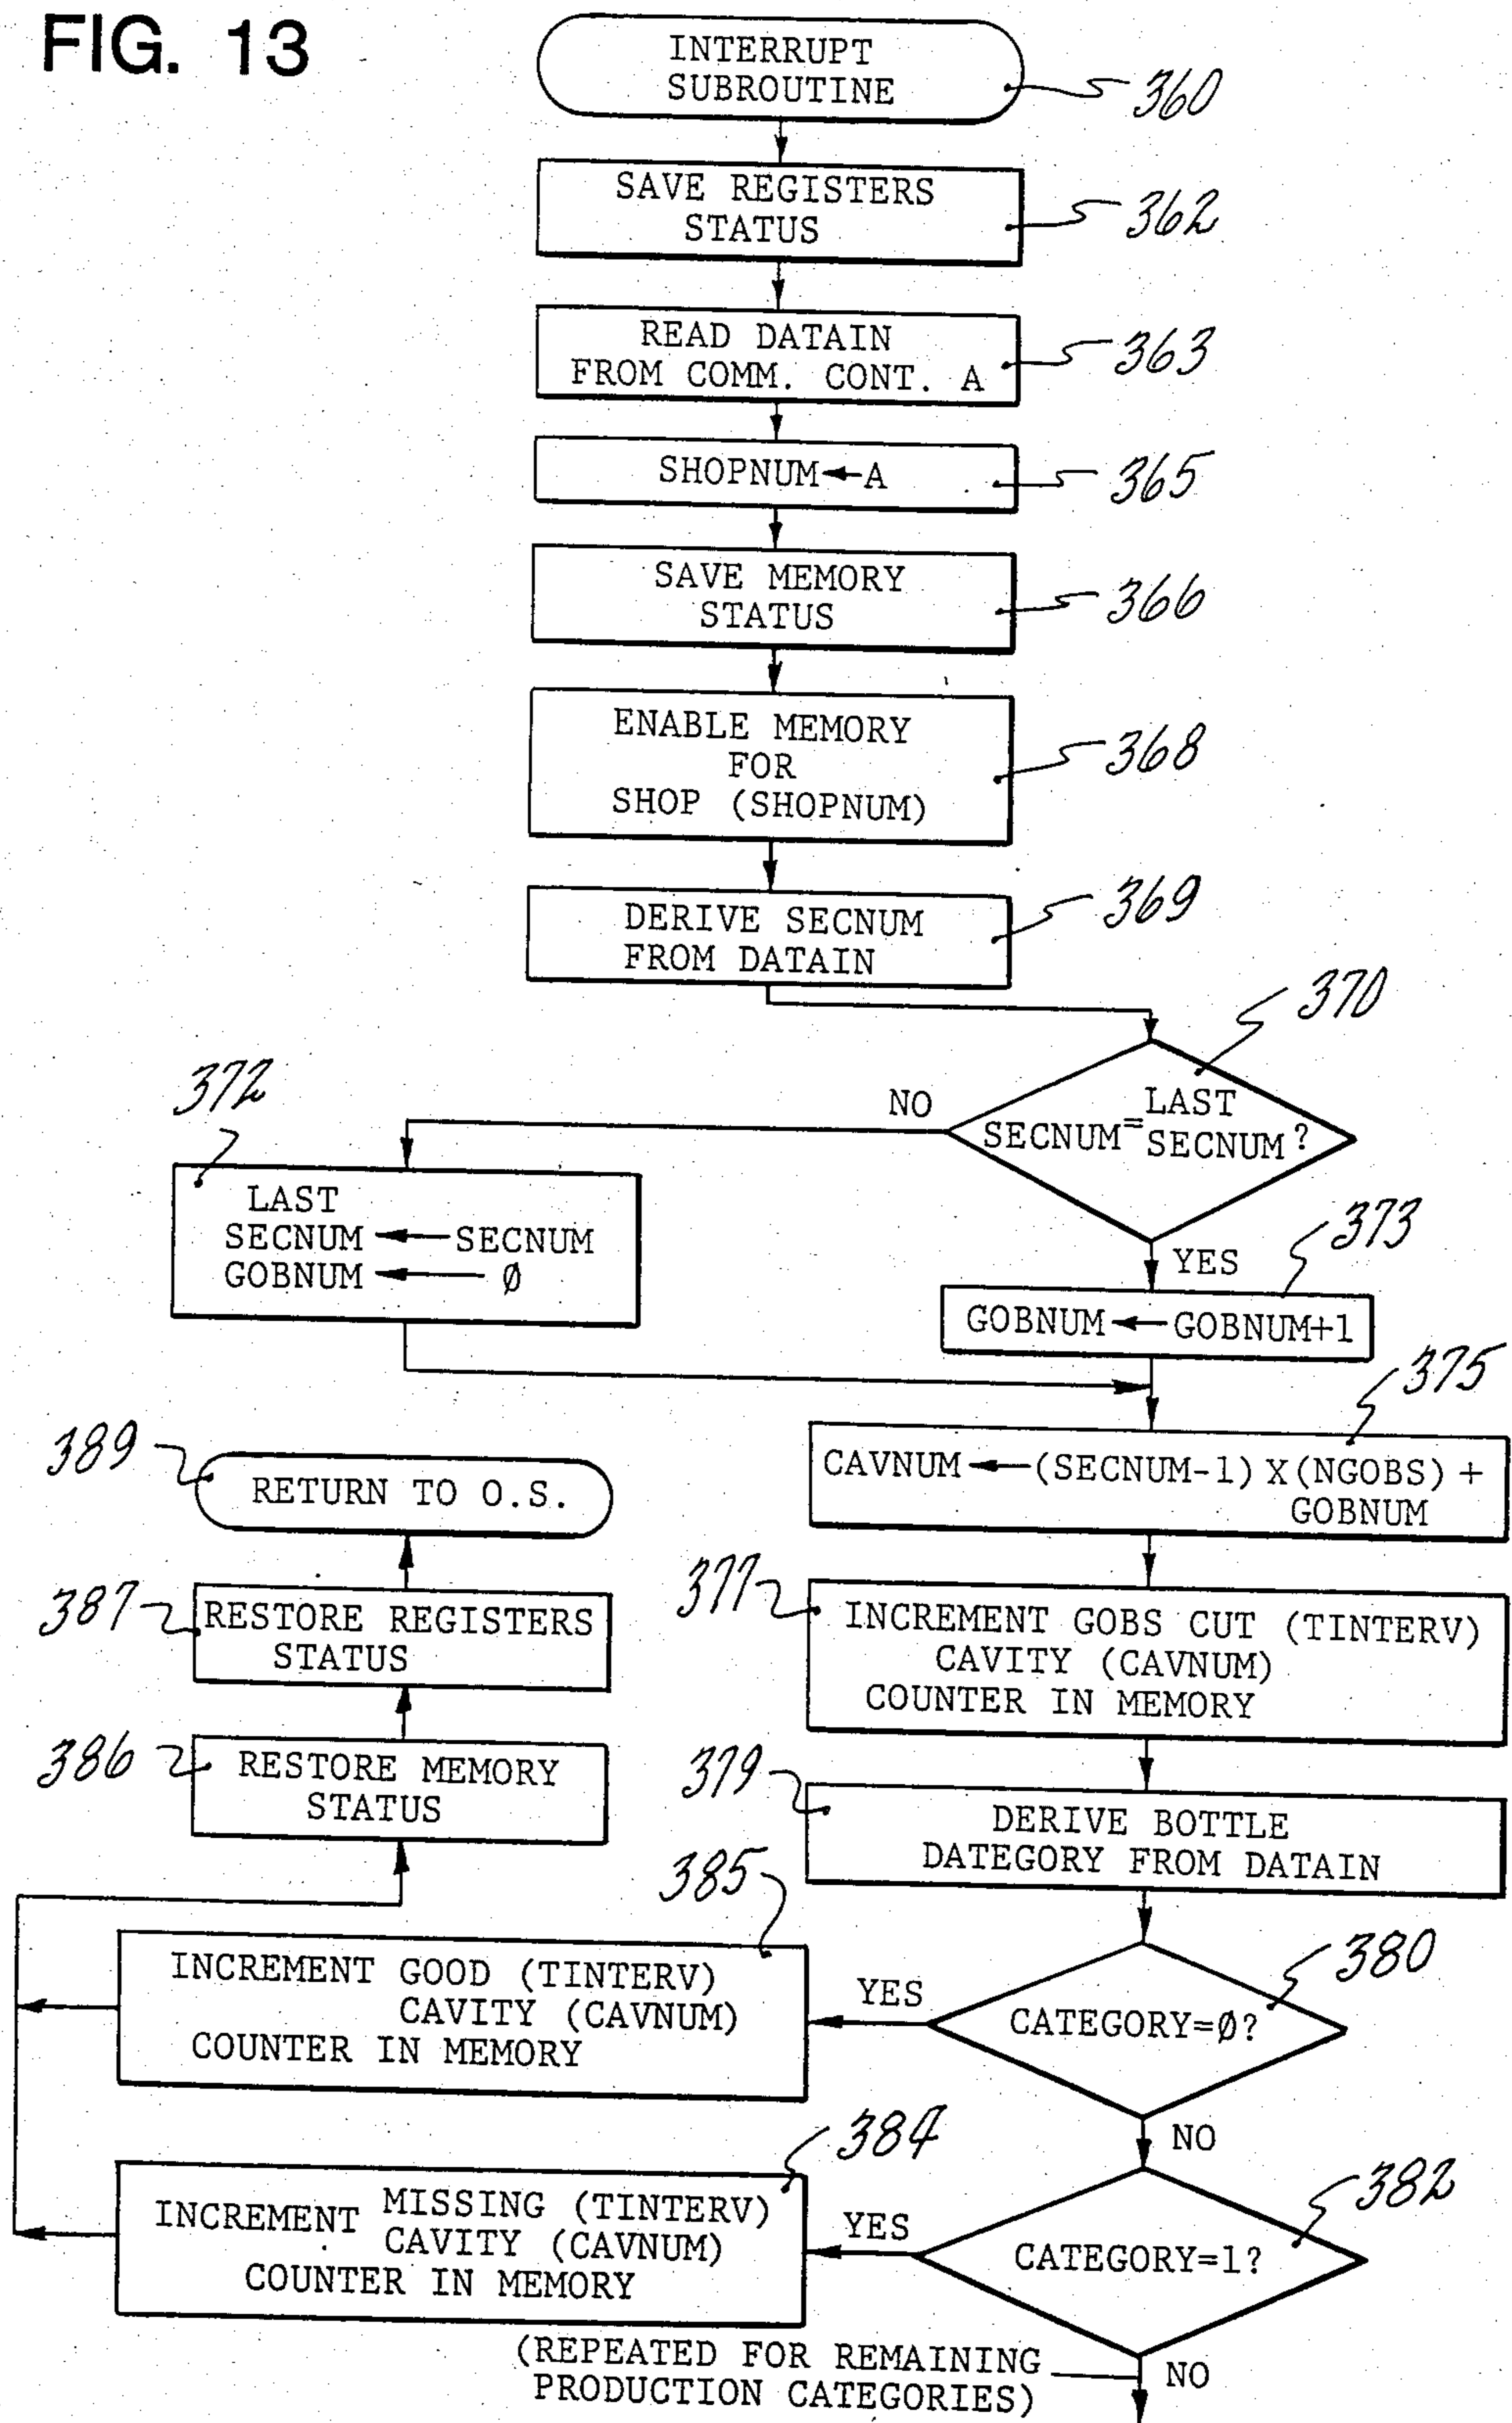 FIG. 13
INTERRUPT
SUBROUTINE
360
SAVE REGISTERS
STATUS
362
READ DATAIN
FROM COMM. CONT. A
363
SHOPNUM←A
365
SAVE MEMORY
STATUS
366
ENABLE MEMORY
FOR
SHOP (SHOPNUM)
368
DERIVE SECNUM
FROM DATAIN
369
370
LAST
SECNUM=SECNUM?
NO
YES
372
LAST
SECNUM←SECNUM
GOBNUM←Ø
373
GOBNUM←GOBNUM+1
375
CAVNUM←(SECNUM-1) X (NGOBS) +
GOBNUM
377
INCREMENT GOBS CUT (TINTERV)
CAVITY (CAVNUM)
COUNTER IN MEMORY
379
DERIVE BOTTLE
DATEGORY FROM DATAIN
380
CATEGORY=Ø?
YES
NO
385
INCREMENT GOOD (TINTERV)
CAVITY (CAVNUM)
COUNTER IN MEMORY
382
CATEGORY=1?
YES
NO
384
INCREMENT MISSING (TINTERV)
CAVITY (CAVNUM)
COUNTER IN MEMORY
(REPEATED FOR REMAINING
PRODUCTION CATEGORIES)
386
RESTORE MEMORY
STATUS
387
RESTORE REGISTERS
STATUS
389
RETURN TO O.S.